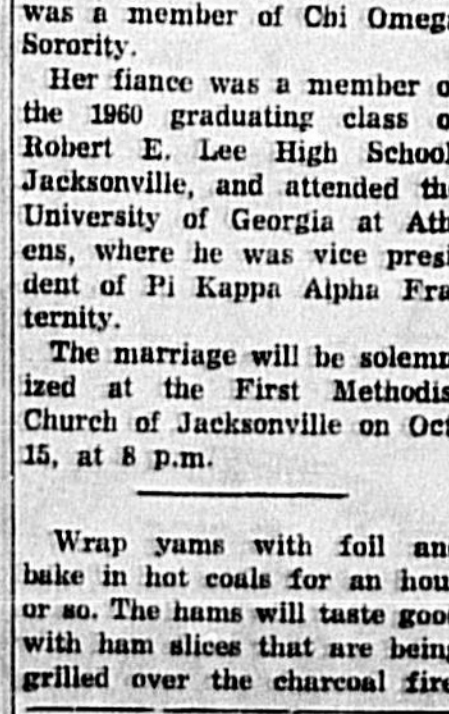 was a member of Chi Omeg
Sorority.
Her fiance was a member o
the 1960 graduating class o
Robert E. Lee High School
Jacksonville, and attended th
University of Georgia at Ath
ens, where he was vice presi
dent of Pi Kappa Alpha Fra
ternity.
The marriage will be solemn
ized at the First Methodis
Church of Jacksonville on Oct
15, at 8 p.m.
Wrap yams with foil an
bake in hot coals for an hou
or so. The hams will taste goo
with ham slices that are being
grilled over the charcoal fire